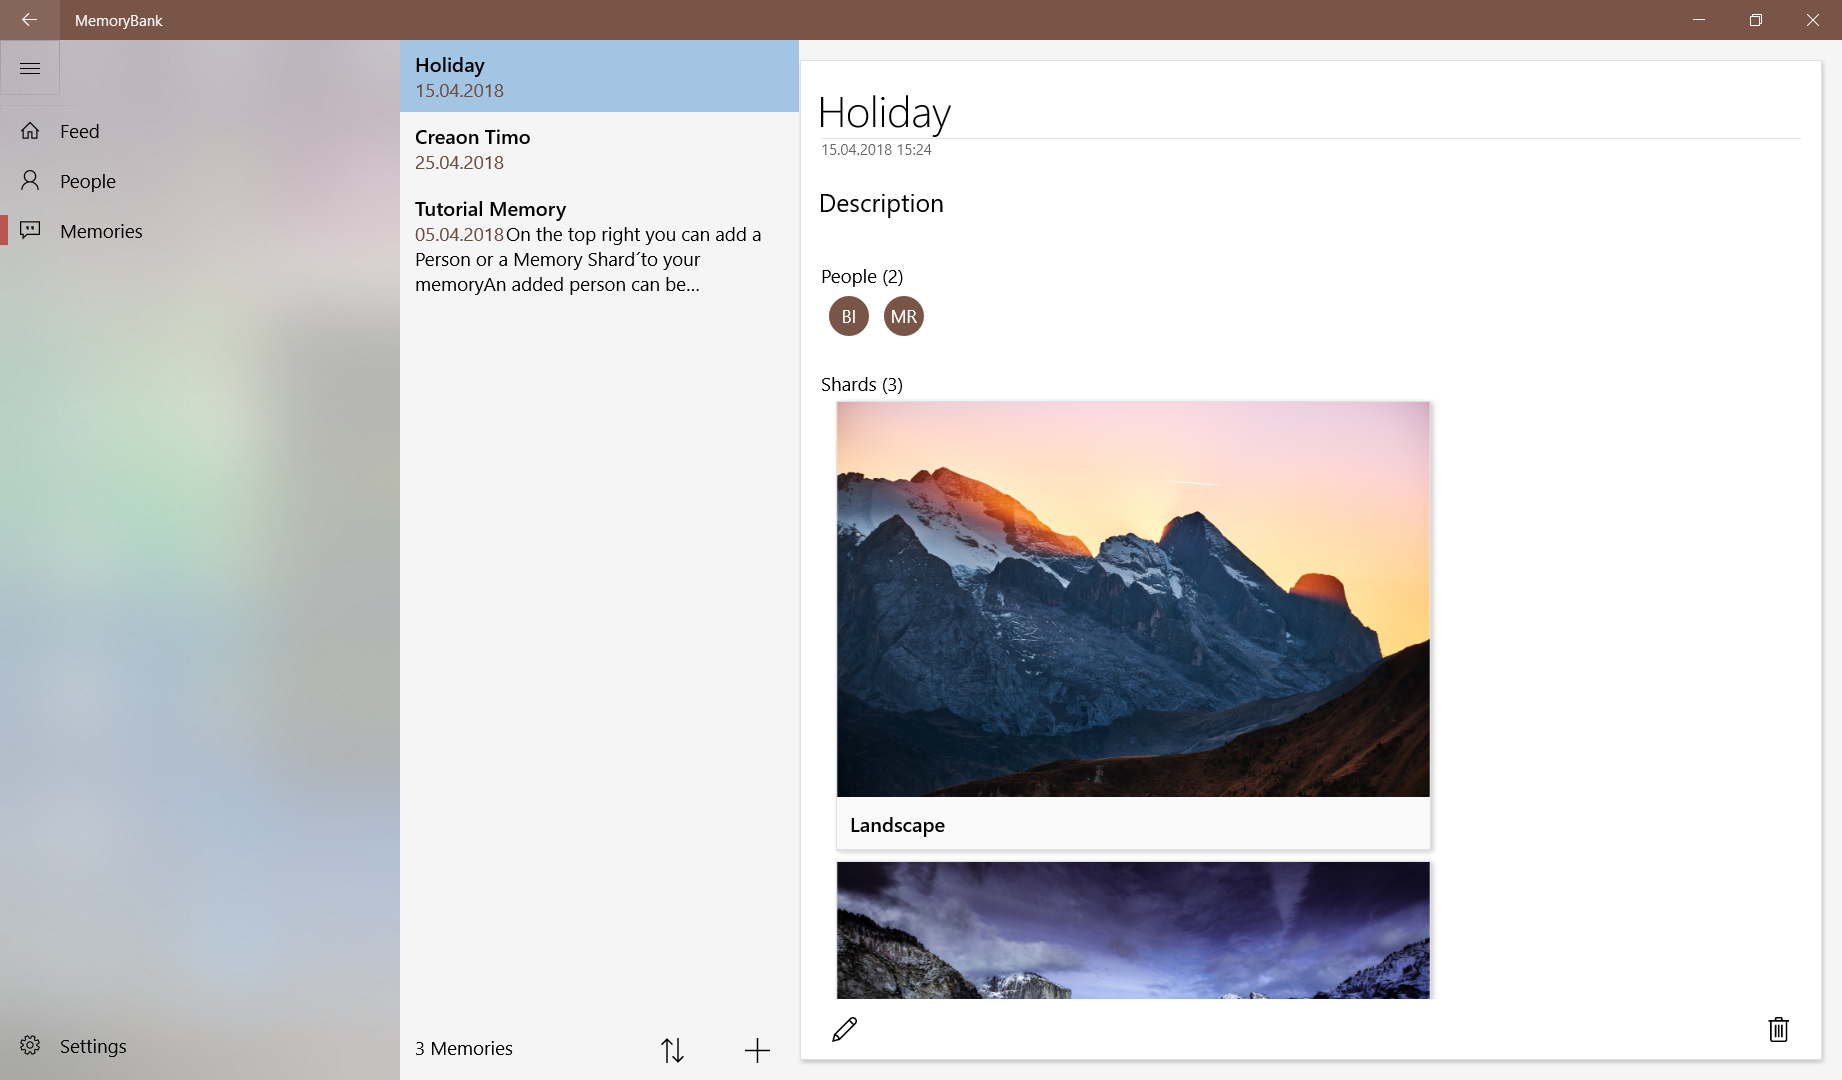 MemoryBank
Feed
People
Memories
Settings
Holiday
15.04.2018
Creaon Timo
25.04.2018
Tutorial Memory
05.04.2018 On the top right you can add a
Person or a Memory Shard´to your
memoryAn added person can be...
3 Memories
Holiday
15.04.2018 15:24
Description
People (2)
BI MR
Shards (3)
Landscape